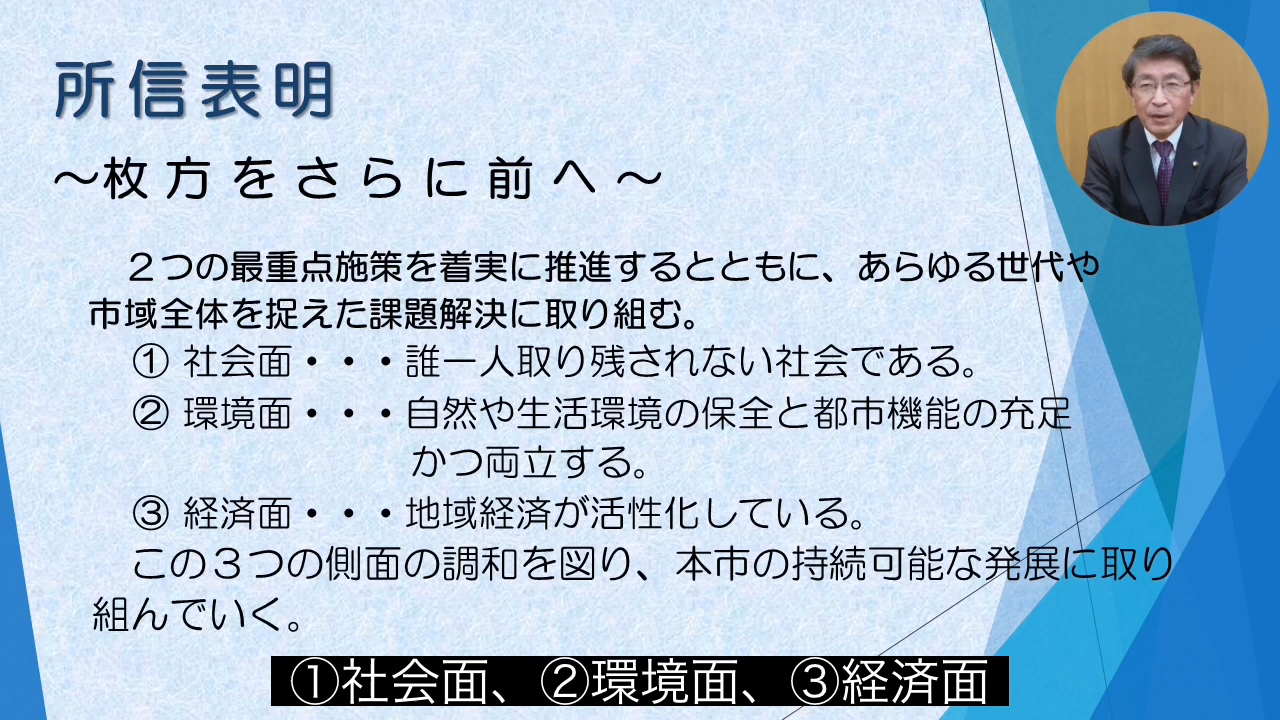 所信表明
～枚方をさらに前へ～
２つの最重点施策を着実に推進するとともに、あらゆる世代や
市域全体を捉えた課題解決に取り組む。
① 社会面・・・誰一人取り残されない社会である。
② 環境面・・・自然や生活環境の保全と都市機能の充足
かつ両立する。
③ 経済面・・・地域経済が活性化している。
この３つの側面の調和を図り、本市の持続可能な発展に取り
組んでいく。
①社会面、②環境面、③経済面